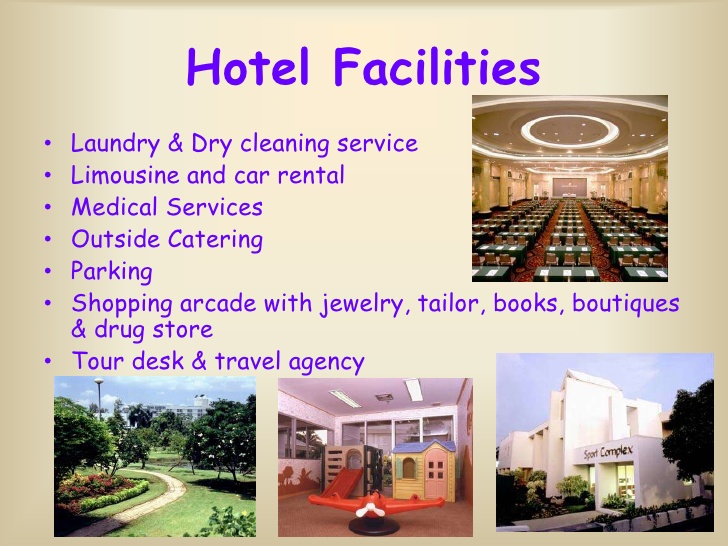 Hotel Facilities
• Laundry & Dry cleaning service
• Limousine and car rental
• Medical Services
• Outside Catering
• Parking
• Shopping arcade with jewelry, tailor, books, boutiques
& drug store
• Tour desk & travel agency
Sport Complex